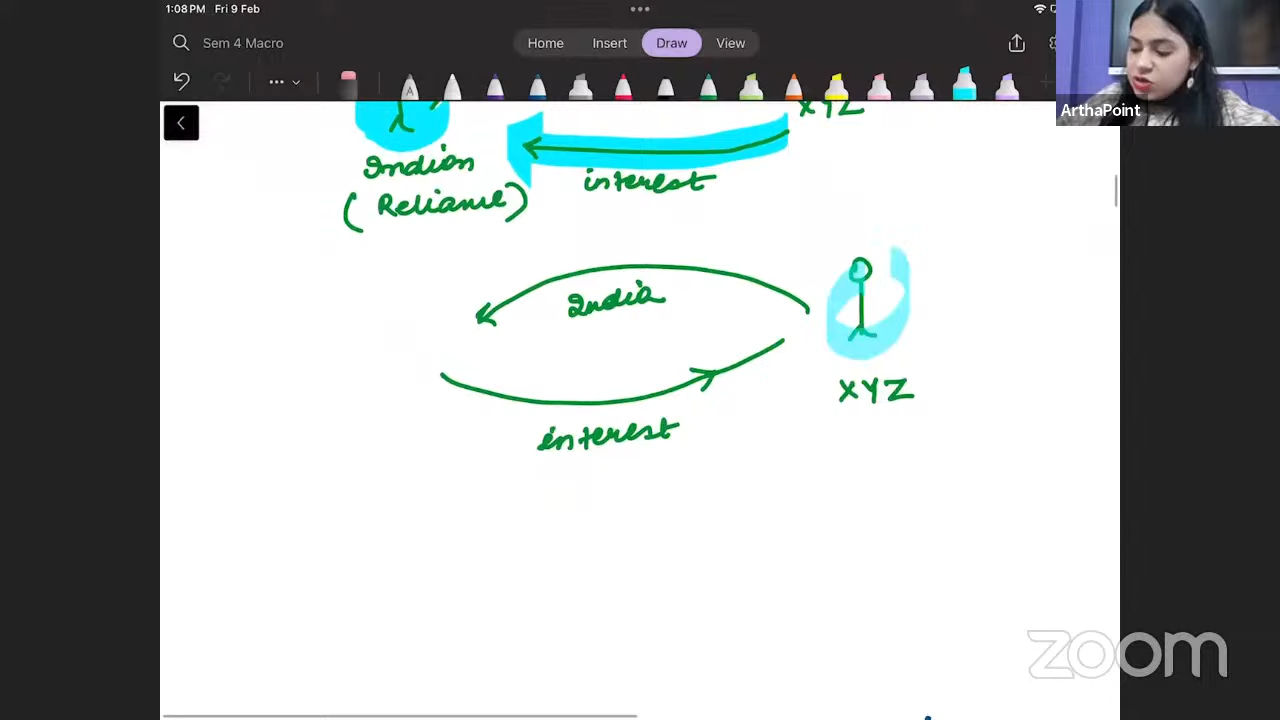 1:08 PM Fri 9 Feb
Sem 4 Macro
Home Insert Draw View
A
ArthaPoint
XYZ
interest
Indian
(Reliance)
India
XYZ
interest
zoom